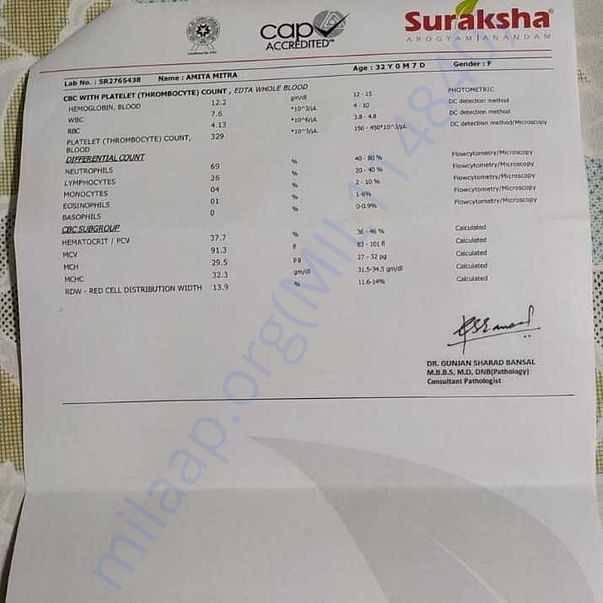 cap
ACCREDITED™
Suraksha®
AROGYAM | ANANDAM
Lab No. : SR2765438 Name : AMITA MITRA Age : 32 Y 0 M 7 D Gender : F
CBC WITH PLATELET (THROMBOCYTE) COUNT , EDTA WHOLE BLOOD
HEMOGLOBIN, BLOOD 12.2 gm/dl 12 - 15 PHOTOMETRIC
WBC 7.6 *10^3/µL 4 - 10 DC detection method
RBC 4.13 *10^6/µL 3.8 - 4.8 DC detection method
PLATELET (THROMBOCYTE) COUNT, BLOOD 329 *10^3/µL 150 - 450*10^3/µL DC detection method/Microscopy
DIFFERENTIAL COUNT
NEUTROPHILS 69 % 40 - 80 % Flowcytometry/Microscopy
LYMPHOCYTES 26 % 20 - 40 % Flowcytometry/Microscopy
MONOCYTES 04 % 2 - 10 % Flowcytometry/Microscopy
EOSINOPHILS 01 % 1-6% Flowcytometry/Microscopy
BASOPHILS 0 % 0-0.9% Flowcytometry/Microscopy
CBC SUBGROUP
HEMATOCRIT / PCV 37.7 % 36 - 46 % Calculated
MCV 91.3 fl 83 - 101 fl Calculated
MCH 29.5 pg 27 - 32 pg Calculated
MCHC 32.3 gm/dl 31.5-34.5 gm/dl Calculated
RDW - RED CELL DISTRIBUTION WIDTH 13.9 % 11.6-14% Calculated
DR. GUNJAN SHARAD BANSAL
M.B.B.S, M.D, DNB(Pathology)
Consultant Pathologist